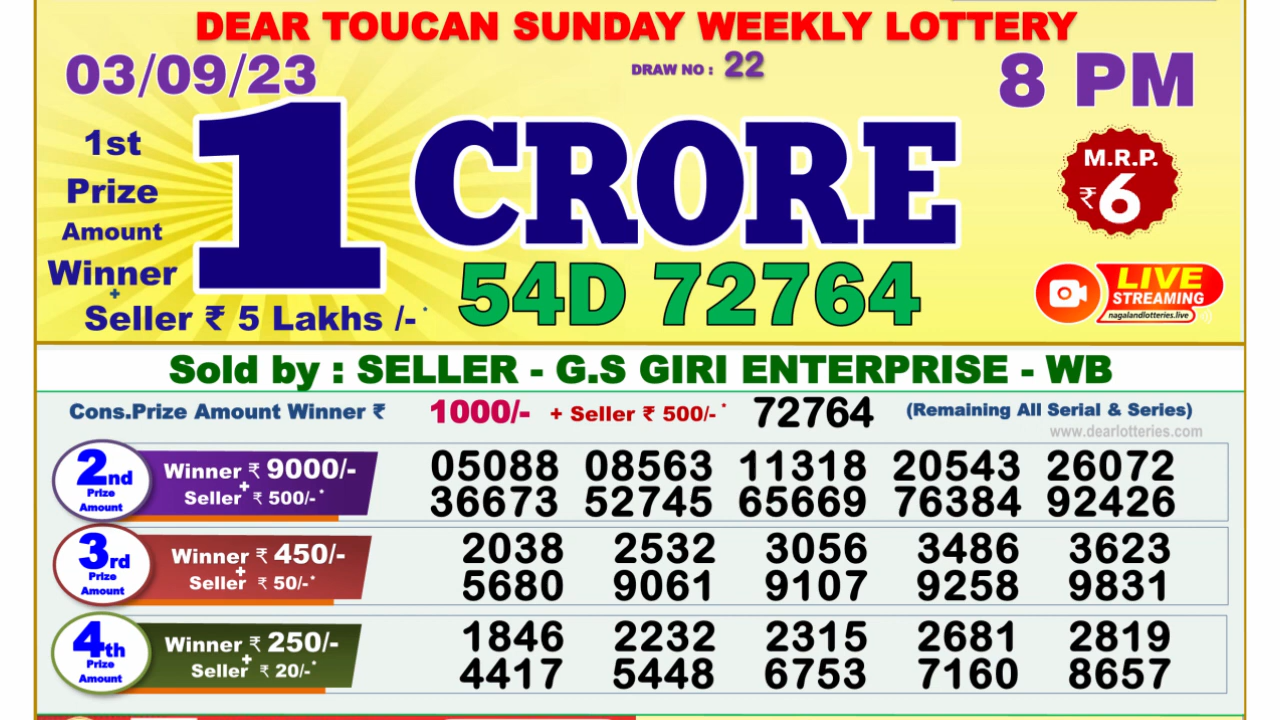 DEAR TOUCAN SUNDAY WEEKLY LOTTERY
03/09/23
DRAW NO : 22
8 PM
1st
Prize
Amount
Winner
+
Seller ₹ 5 Lakhs /-*
1 CRORE
54D 72764
M.R.P.
₹6
LIVE
STREAMING
nagalandlotteries.live
Sold by : SELLER - G.S GIRI ENTERPRISE - WB
Cons.Prize Amount Winner ₹ 1000/- + Seller ₹ 500/-* 72764 (Remaining All Serial & Series)
www.dearlotteries.com
2nd
Prize
Amount
Winner ₹ 9000/-
+
Seller ₹ 500/-*
05088 08563 11318 20543 26072
36673 52745 65669 76384 92426
3rd
Prize
Amount
Winner ₹ 450/-
+
Seller ₹ 50/-*
2038 2532 3056 3486 3623
5680 9061 9107 9258 9831
4th
Prize
Amount
Winner ₹ 250/-
+
Seller ₹ 20/-*
1846 2232 2315 2681 2819
4417 5448 6753 7160 8657